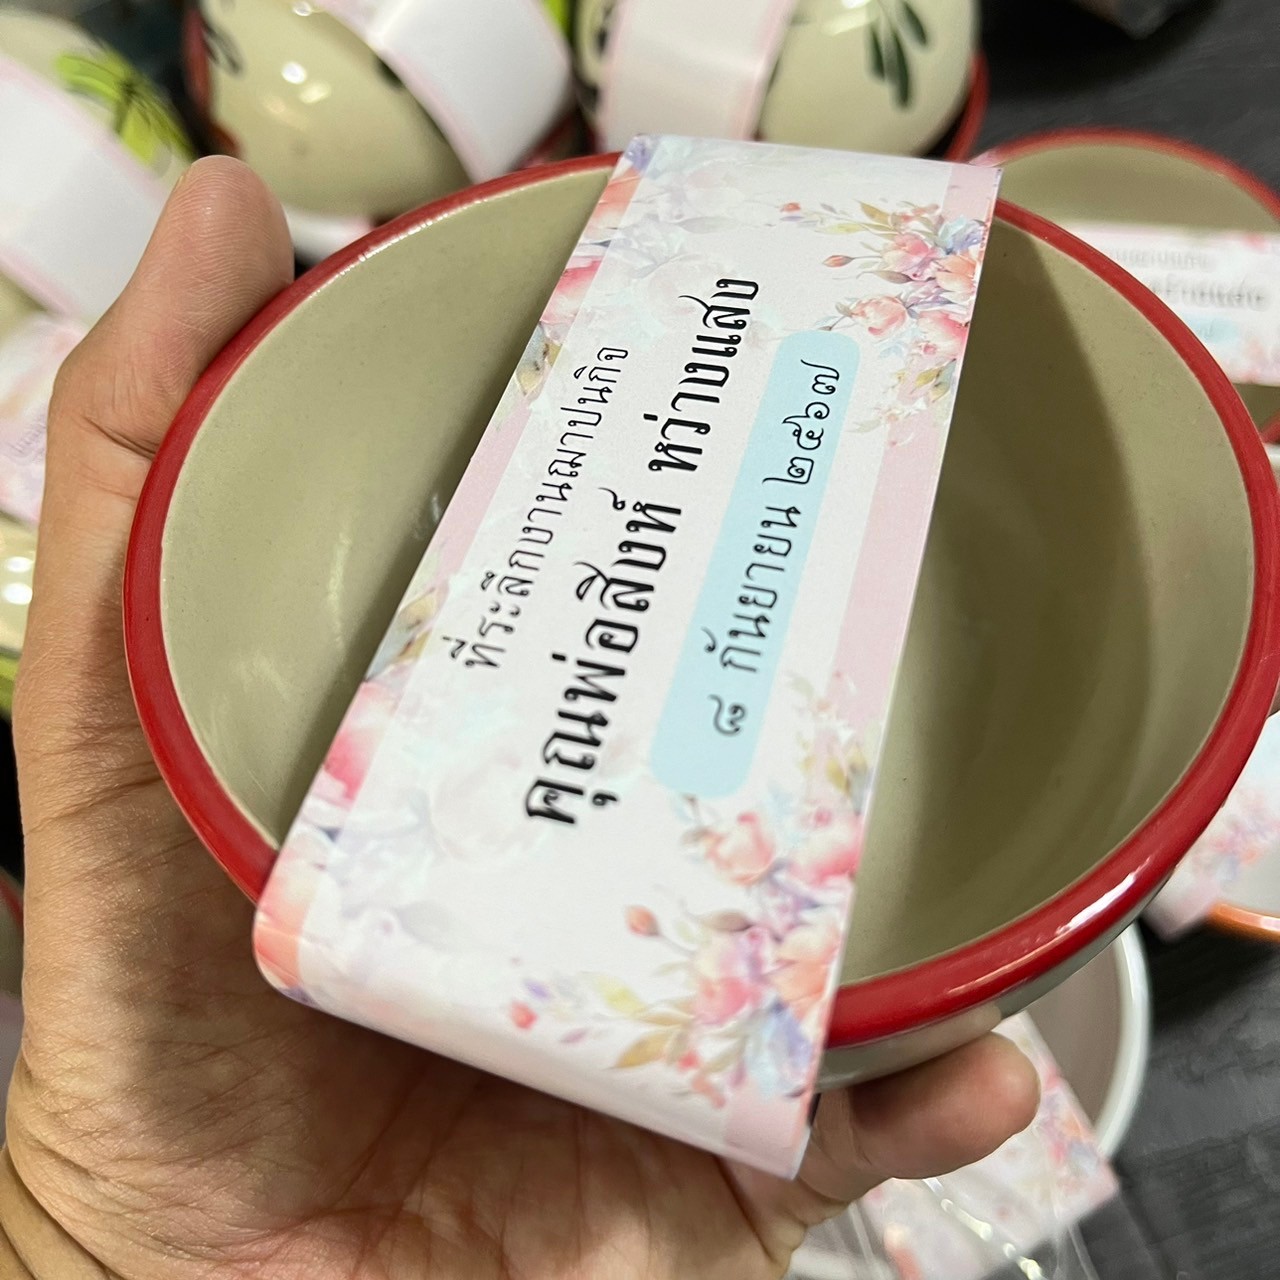 ที่ระลึกงานฌาปนกิจ
คุณพ่อสิงห์ หว่างแสง
๘ กันยายน ๒๕๖๗